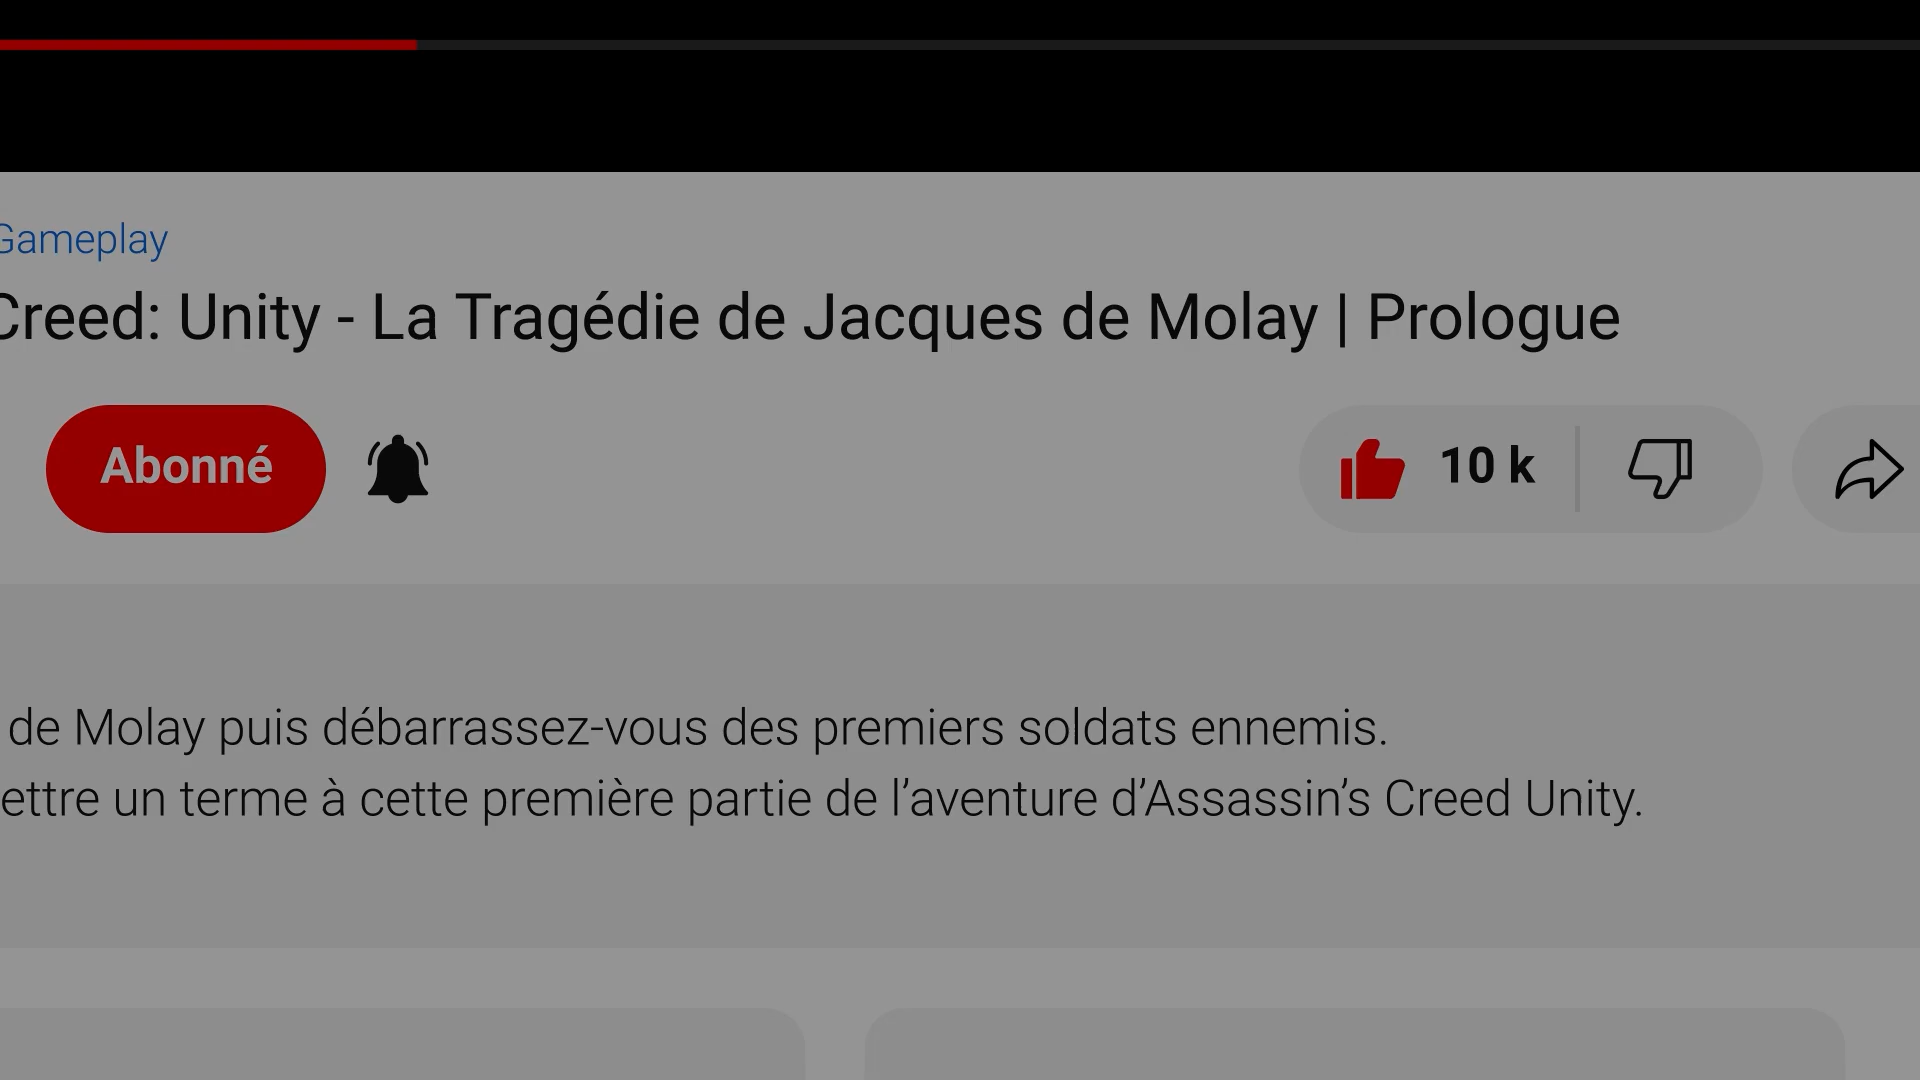 Gameplay
Creed: Unity - La Tragédie de Jacques de Molay | Prologue
Abonné
10 k
de Molay puis débarrassez-vous des premiers soldats ennemis.
ettre un terme à cette première partie de l’aventure d’Assassin’s Creed Unity.